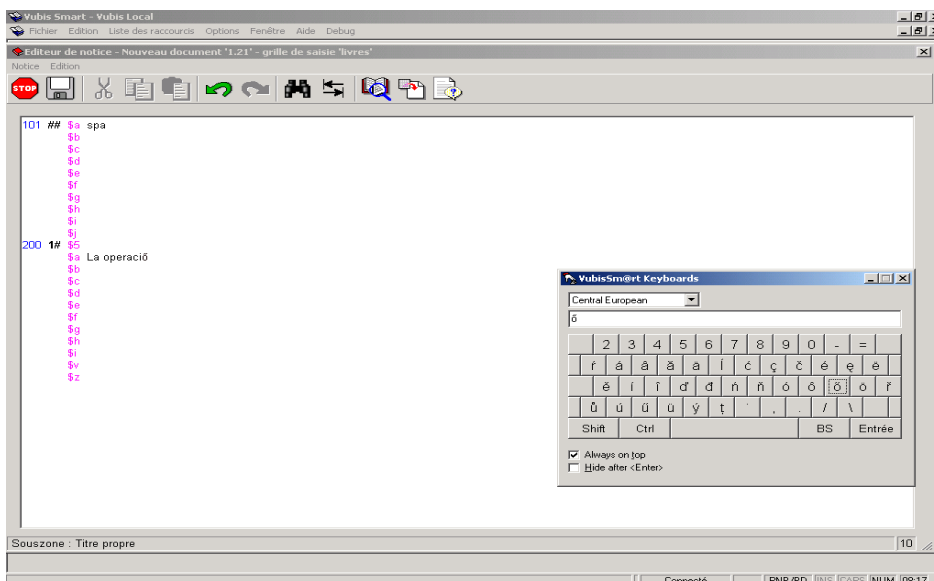 Vubis Smart - Vubis Local
Fichier Edition Liste des raccourcis Options Fenêtre Aide Debug
Editeur de notice - Nouveau document '1.21' - grille de saisie 'livres'
Notice Edition
STOP
101 ## $a spa
$b
$c
$d
$e
$f
$g
$h
$i
$j
200 1# $5
$a La operació̋
$b
$c
$d
$e
$f
$g
$h
$i
$v
$z
VubisSm@rt Keyboards
Central European
ő
2 3 4 5 6 7 8 9 0 - =
ŕ á â ă ä ĺ ć ç č é ę ë
ě í î ď đ ń ň ó ô ő ö ř
ů ú ű ü ý ţ ˙ , . / \
Shift Ctrl BS Entrée
Always on top
Hide after <Enter>
Souszone : Titre propre 10
Connecté BNP/BD INS CAPS NUM 08:17